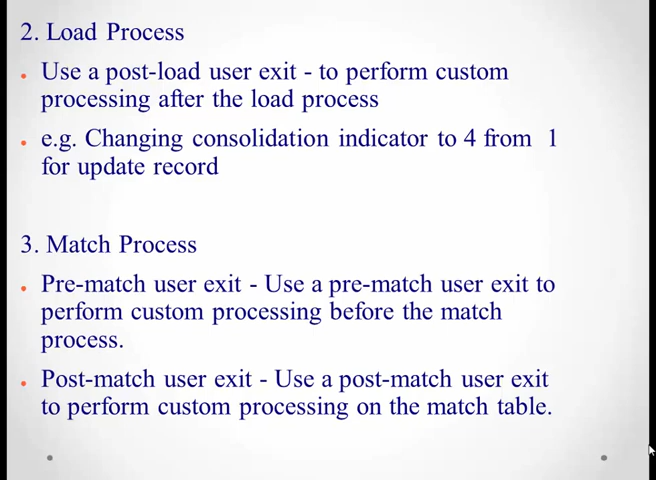 2. Load Process
• Use a post-load user exit - to perform custom
processing after the load process
• e.g. Changing consolidation indicator to 4 from 1
for update record
3. Match Process
• Pre-match user exit - Use a pre-match user exit to
perform custom processing before the match
process.
• Post-match user exit - Use a post-match user exit
to perform custom processing on the match table.